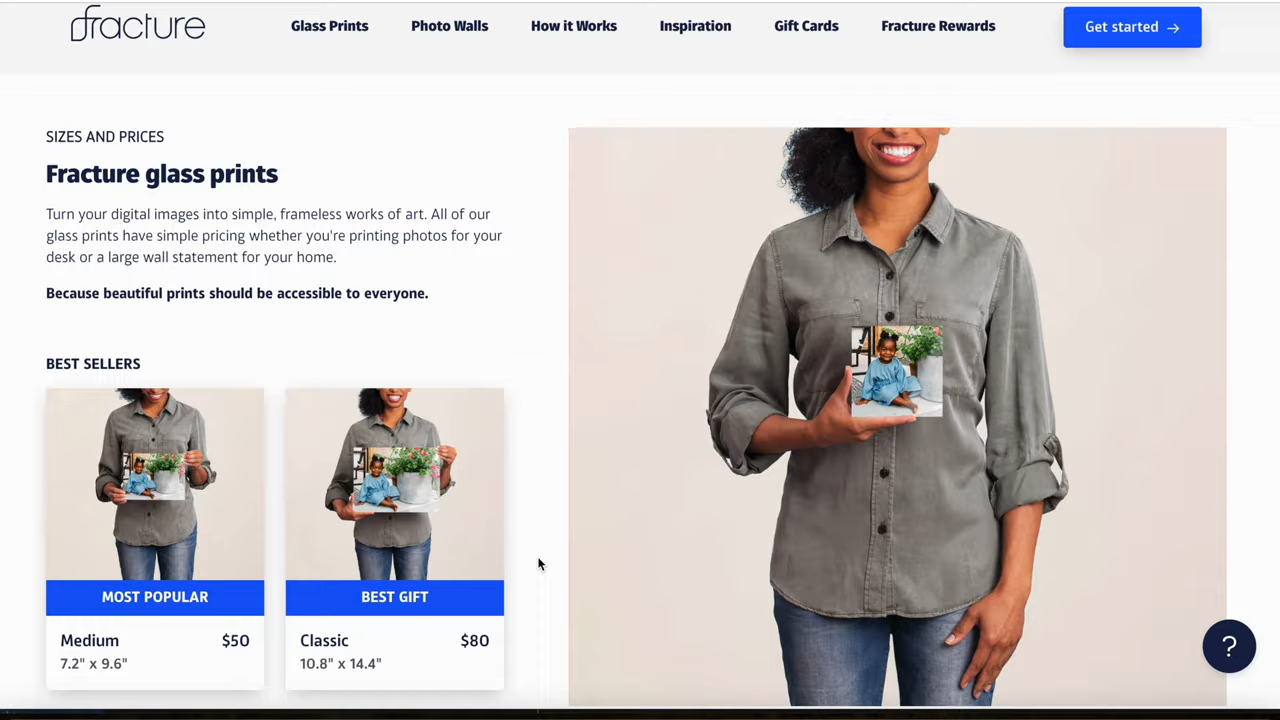 fracture
Glass Prints
Photo Walls
How it Works
Inspiration
Gift Cards
Fracture Rewards
Get started →
SIZES AND PRICES
Fracture glass prints
Turn your digital images into simple, frameless works of art. All of our
glass prints have simple pricing whether you're printing photos for your
desk or a large wall statement for your home.
Because beautiful prints should be accessible to everyone.
BEST SELLERS
MOST POPULAR
Medium $50
7.2" x 9.6"
BEST GIFT
Classic $80
10.8" x 14.4"
?